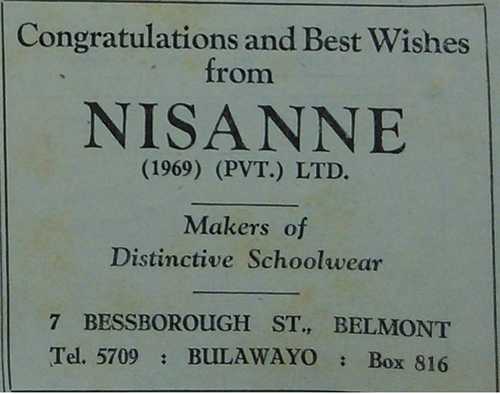 Congratulations and Best Wishes
from
NISANNE
(1969) (PVT.) LTD.
Makers of
Distinctive Schoolwear
7 BESSBOROUGH ST., BELMONT
Tel. 5709 : BULAWAYO : Box 816